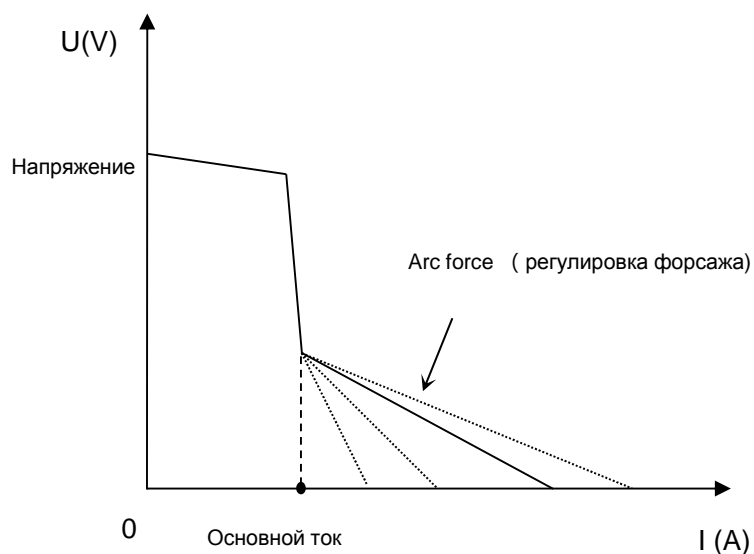 U(V)
Напряжение
Arc force ( регулировка форсажа)
0
Основной ток
I (A)